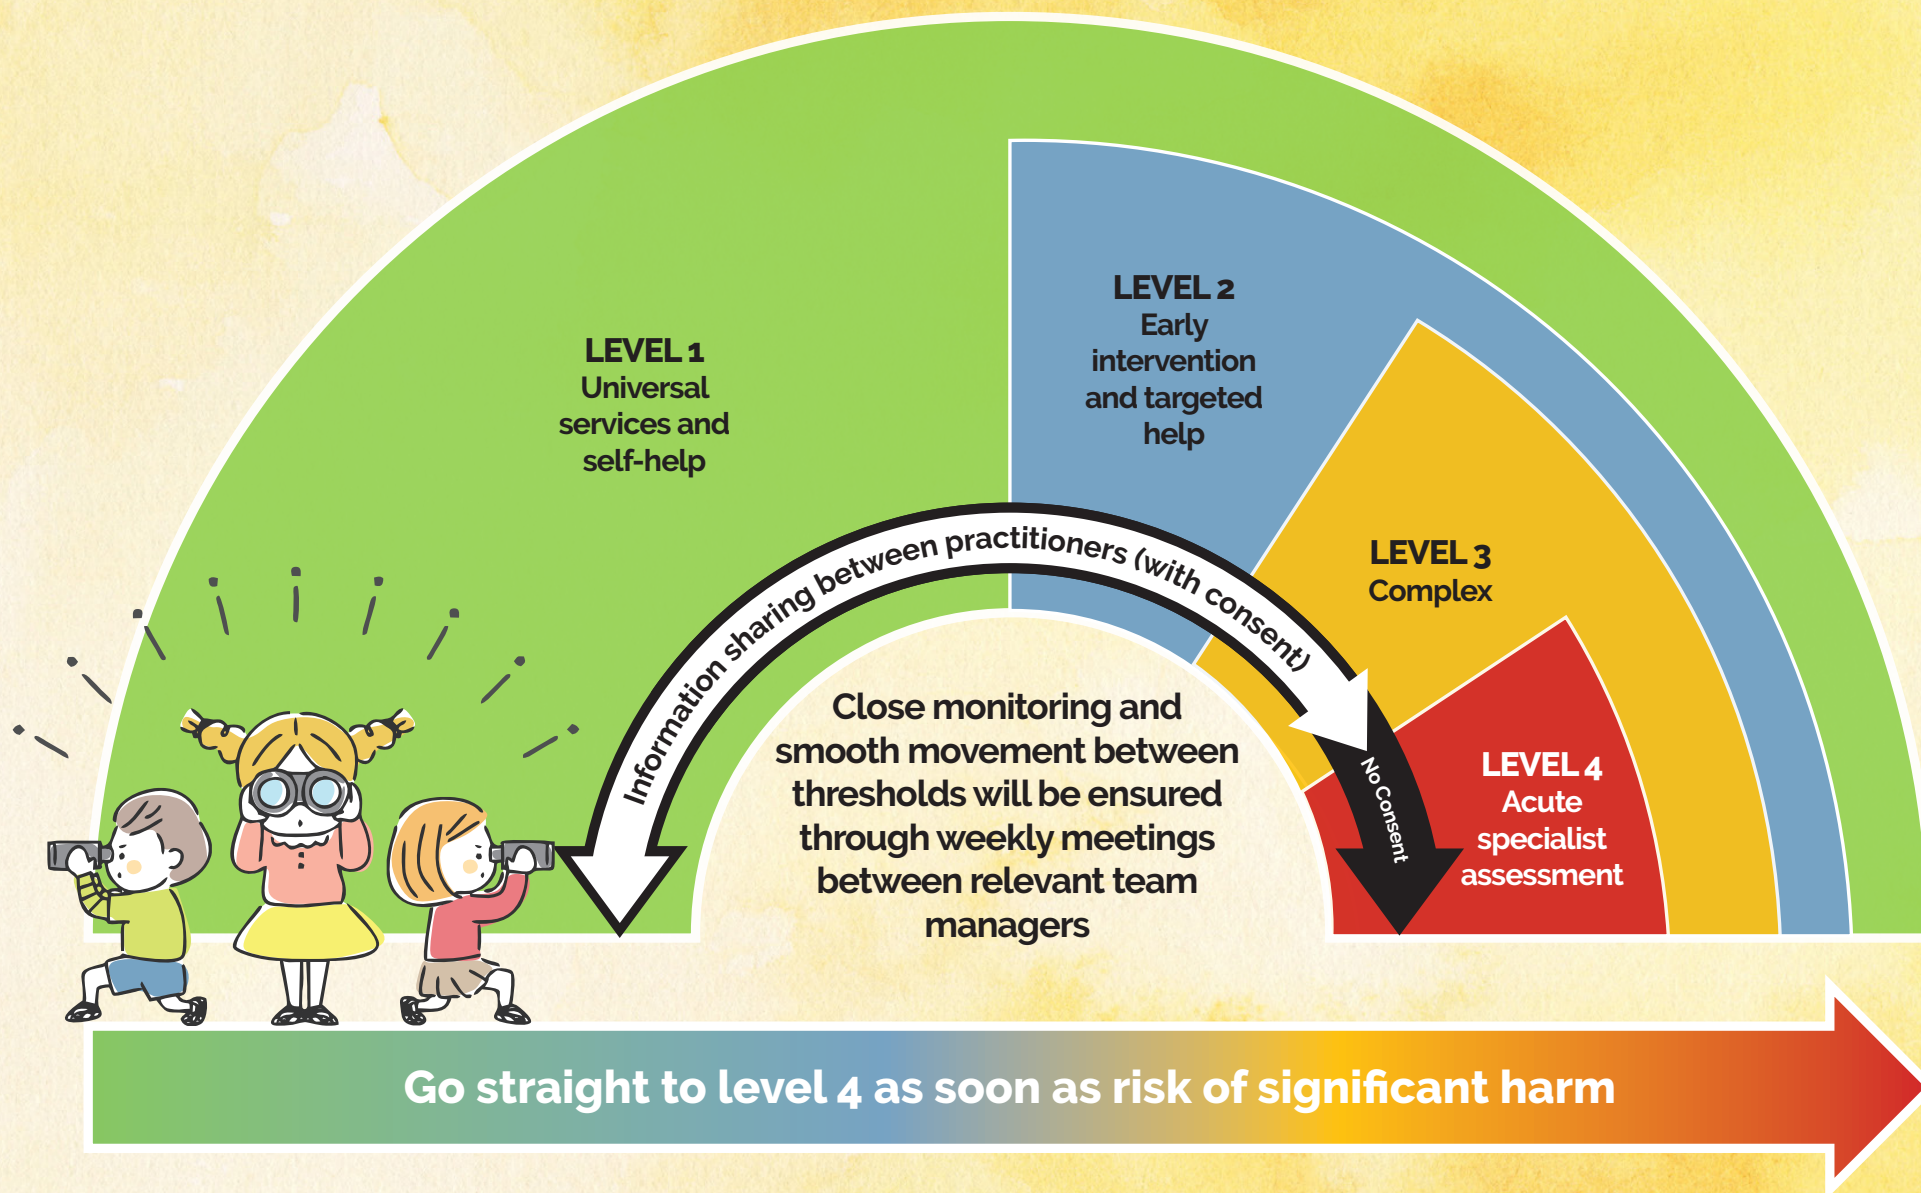 LEVEL 1
Universal
services and
self-help
LEVEL 2
Early
intervention
and targeted
help
LEVEL 3
Complex
LEVEL 4
Acute
specialist
assessment
Information sharing between practitioners (with consent)
No Consent
Close monitoring and
smooth movement between
thresholds will be ensured
through weekly meetings
between relevant team
managers
Go straight to level 4 as soon as risk of significant harm